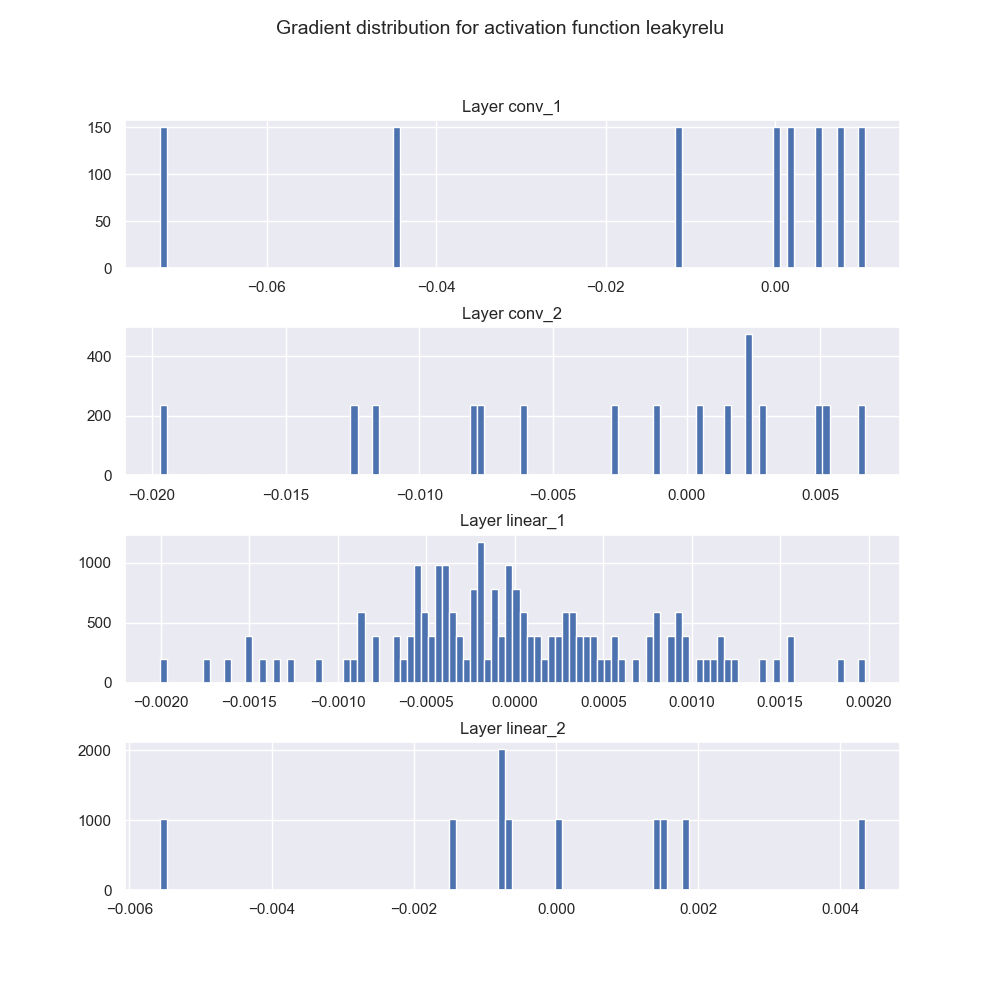 Gradient distribution for activation function leakyrelu
Layer conv_1
150
100
50
0
−0.06 −0.04 −0.02 0.00
Layer conv_2
400
200
0
−0.020 −0.015 −0.010 −0.005 0.000 0.005
Layer linear_1
1000
500
0
−0.0020 −0.0015 −0.0010 −0.0005 0.0000 0.0005 0.0010 0.0015 0.0020
Layer linear_2
2000
1000
0
−0.006 −0.004 −0.002 0.000 0.002 0.004